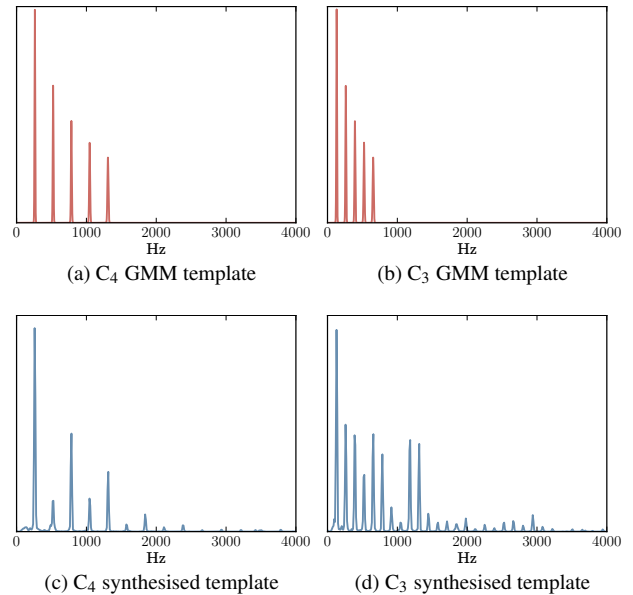 0 1000 2000 3000 4000 0 1000 2000 3000 4000
Hz Hz
(a) C₄ GMM template (b) C₃ GMM template
0 1000 2000 3000 4000 0 1000 2000 3000 4000
Hz Hz
(c) C₄ synthesised template (d) C₃ synthesised template